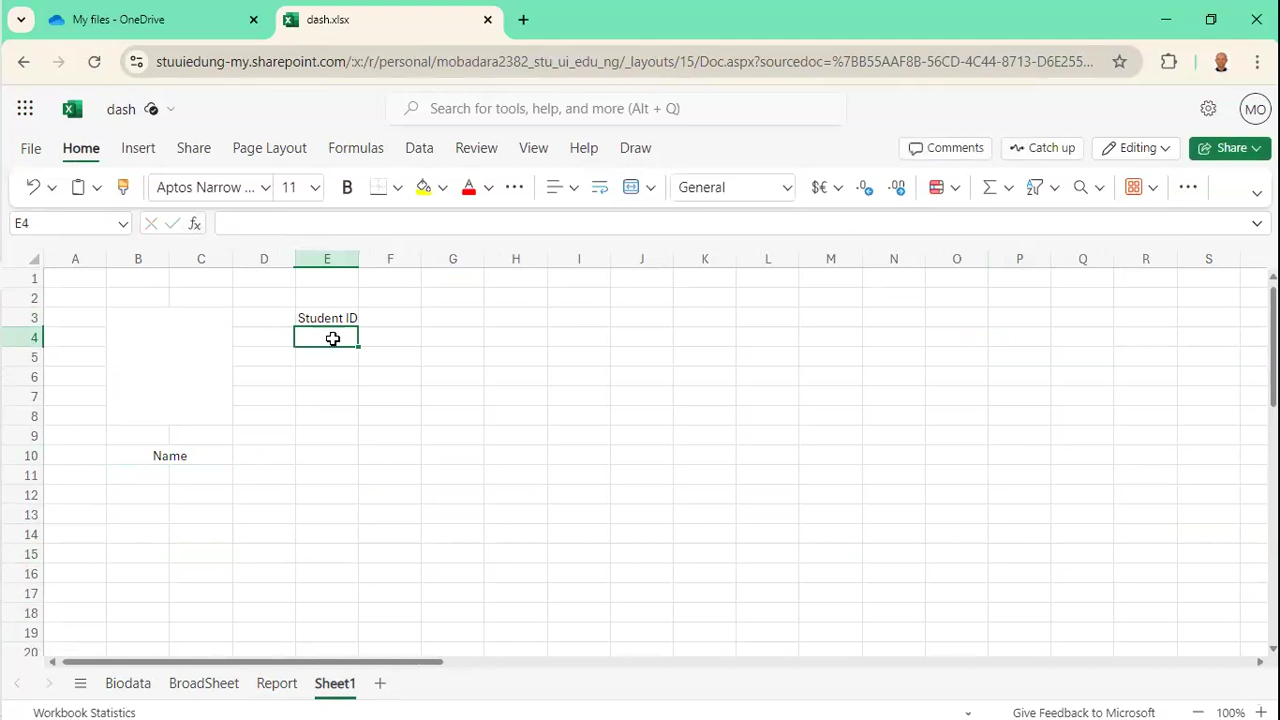 My files - OneDrive
dash.xlsx
stuuiedung-my.sharepoint.com/:x:/r/personal/mobedara2382_stu_ui_edu_ng/_layouts/15/Doc.aspx?sourcedoc=%7BB55AAF8B-56CD-4C44-8713-D6E255...
dash
Search for tools, help, and more (Alt + Q)
MO
File Home Insert Share Page Layout Formulas Data Review View Help Draw
Comments Catch up Editing Share
Aptos Narrow ... 11 B A General $€ .0 .00
E4 fx
A B C D E F G H I J K L M N O P Q R S
1
2
3 Student ID
4
5
6
7
8
9
10 Name
11
12
13
14
15
16
17
18
19
20
Biodata BroadSheet Report Sheet1
Workbook Statistics Give Feedback to Microsoft 100%